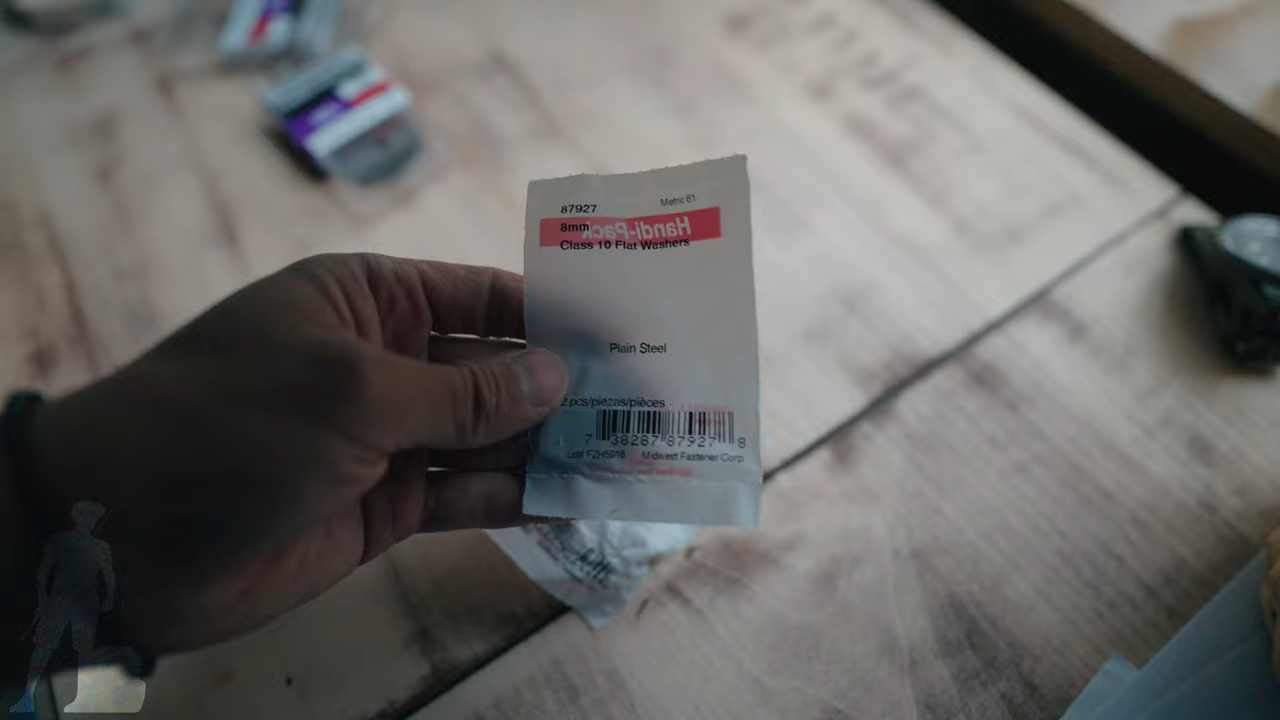 87927 Metric 61
8mm
Handi-Pack
Class 10 Flat Washers
Plain Steel
2 pcs/piezas/pièces
7 38287 87927 8
Lot# FZH5916 Midwest Fastener Corp